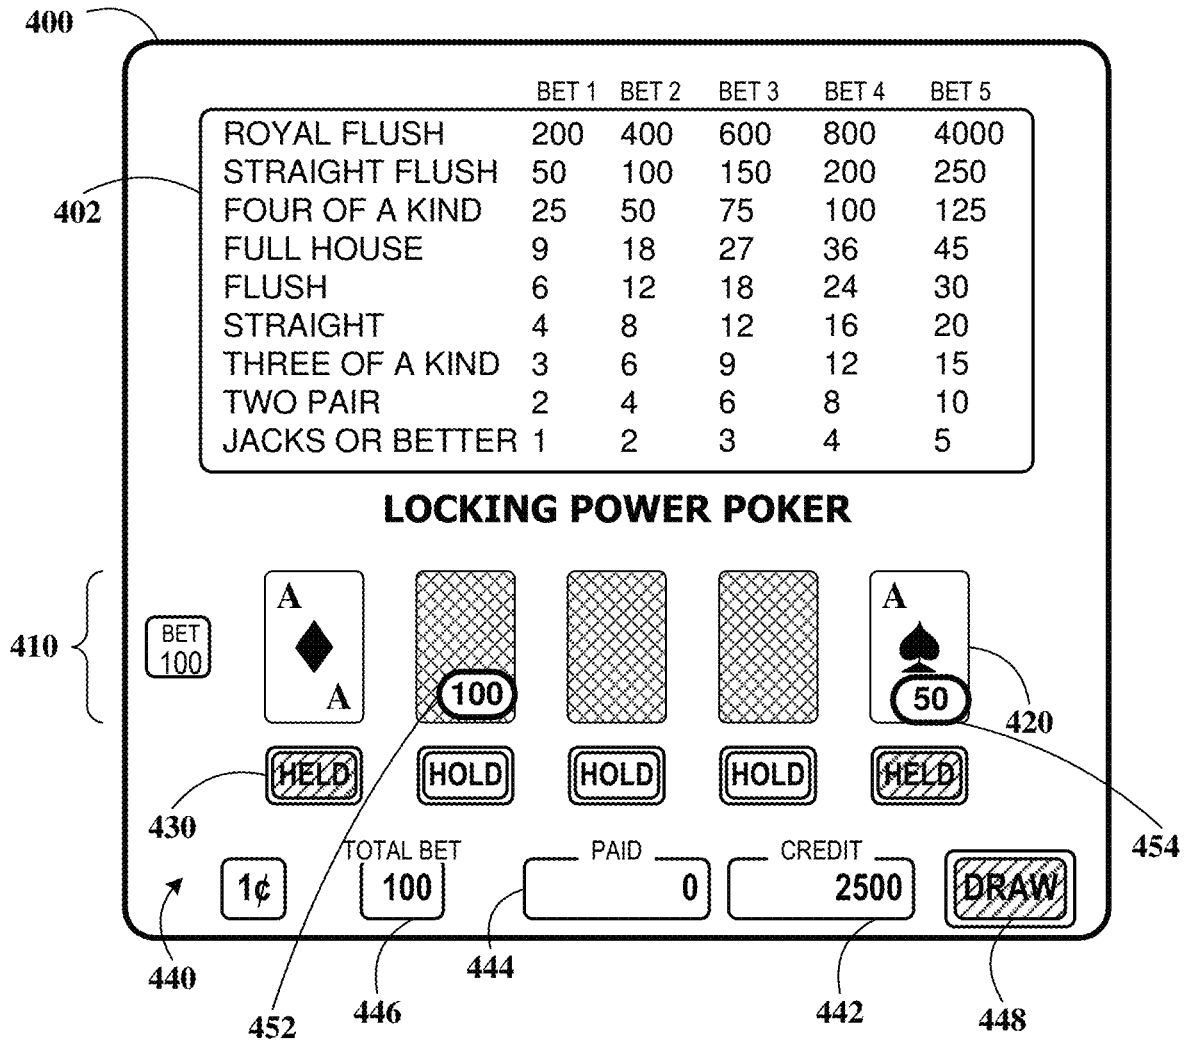 400
BET 1 BET 2 BET 3 BET 4 BET 5
ROYAL FLUSH 200 400 600 800 4000
STRAIGHT FLUSH 50 100 150 200 250
402
FOUR OF A KIND 25 50 75 100 125
FULL HOUSE 9 18 27 36 45
FLUSH 6 12 18 24 30
STRAIGHT 4 8 12 16 20
THREE OF A KIND 3 6 9 12 15
TWO PAIR 2 4 6 8 10
JACKS OR BETTER 1 2 3 4 5
LOCKING POWER POKER
A A
410
BET
100
A 100 50
420
HELD HOLD HOLD HOLD HELD
430
454
TOTAL BET PAID CREDIT
1¢ 100 0 2500 DRAW
440 444
452 446 442 448